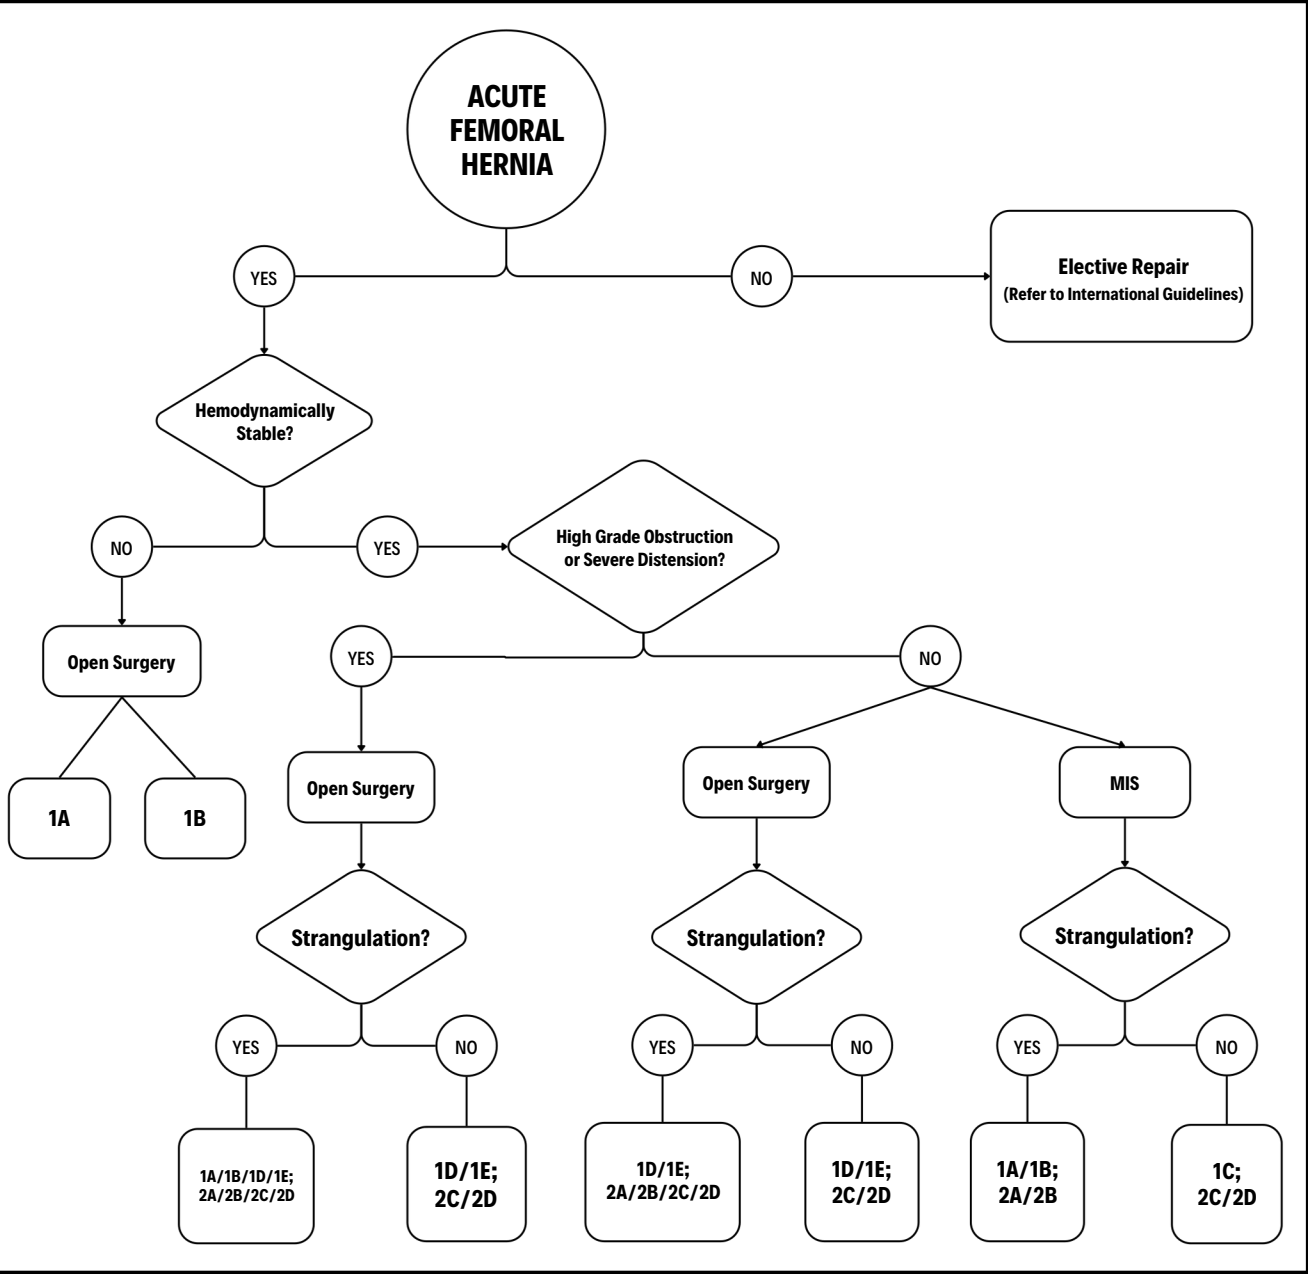 ACUTE
FEMORAL
HERNIA
YES
NO
Elective Repair
(Refer to International Guidelines)
Hemodynamically
Stable?
NO
YES
High Grade Obstruction
or Severe Distension?
Open Surgery
1A
1B
YES
NO
Open Surgery
Open Surgery
MIS
Strangulation?
Strangulation?
Strangulation?
YES
NO
YES
NO
YES
NO
1A/1B/1D/1E;
2A/2B/2C/2D
1D/1E;
2C/2D
1D/1E;
2A/2B/2C/2D
1D/1E;
2C/2D
1A/1B;
2A/2B
1C;
2C/2D